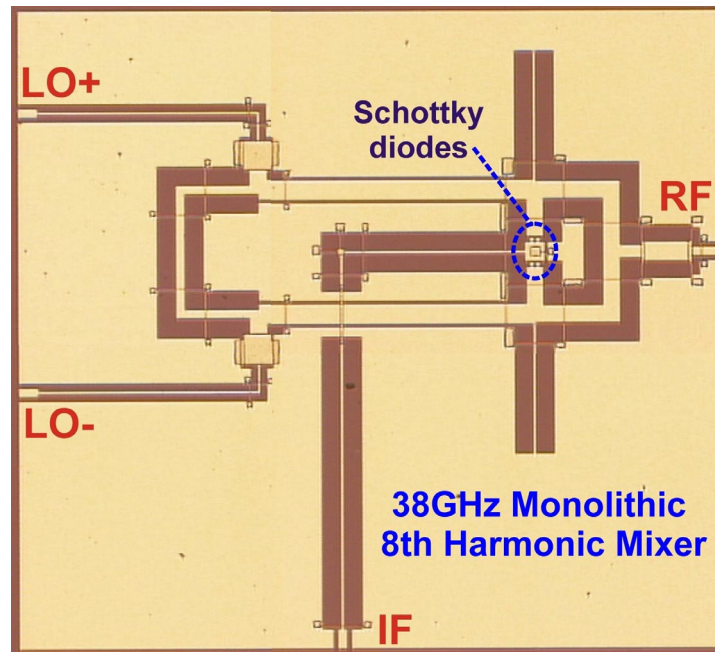 LO+
Schottky
diodes
RF
LO-
38GHz Monolithic
8th Harmonic Mixer
IF